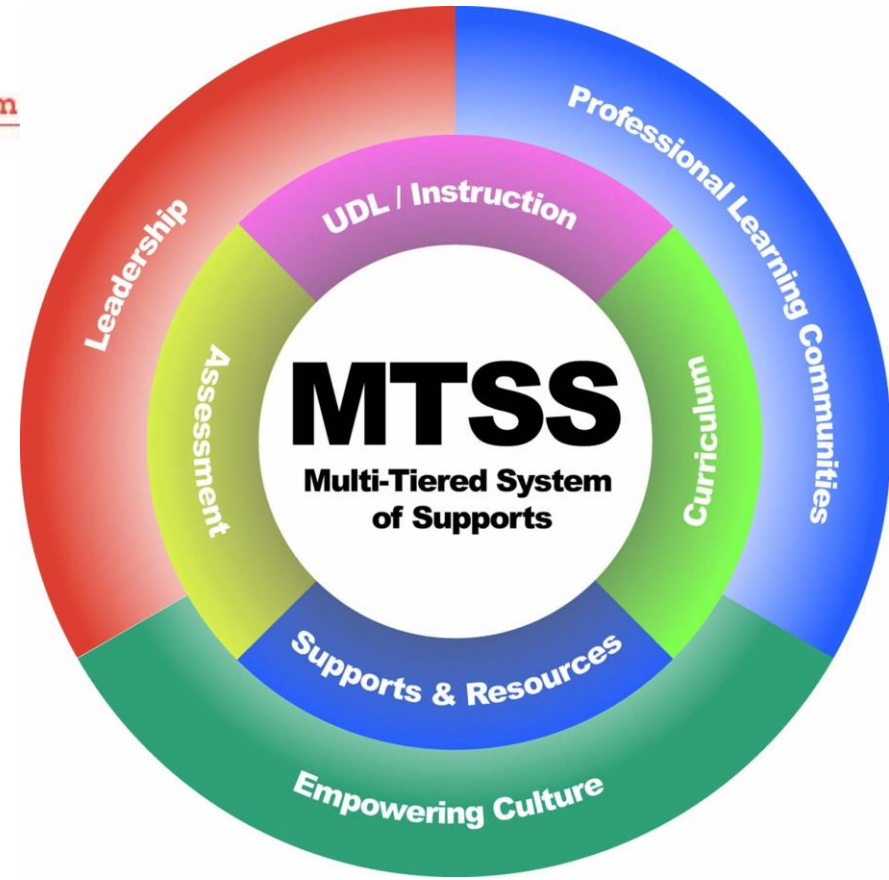 Leadership
Professional Learning Communities
UDL / Instruction
Assessment
Curriculum
MTSS
Multi-Tiered System
of Supports
Supports & Resources
Empowering Culture